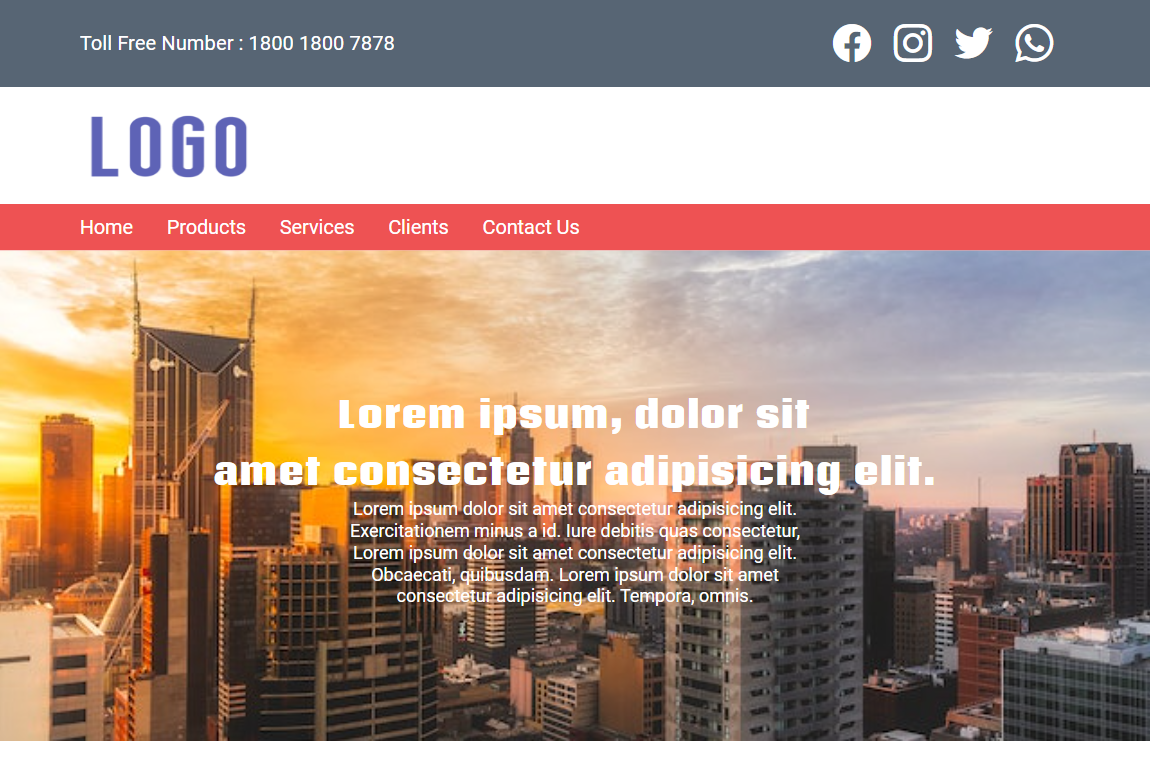 Toll Free Number : 1800 1800 7878
LOGO
Home Products Services Clients Contact Us
Lorem ipsum, dolor sit
amet consectetur adipisicing elit.
Lorem ipsum dolor sit amet consectetur adipisicing elit.
Exercitationem minus a id. Iure debitis quas consectetur,
Lorem ipsum dolor sit amet consectetur adipisicing elit.
Obcaecati, quibusdam. Lorem ipsum dolor sit amet
consectetur adipisicing elit. Tempora, omnis.